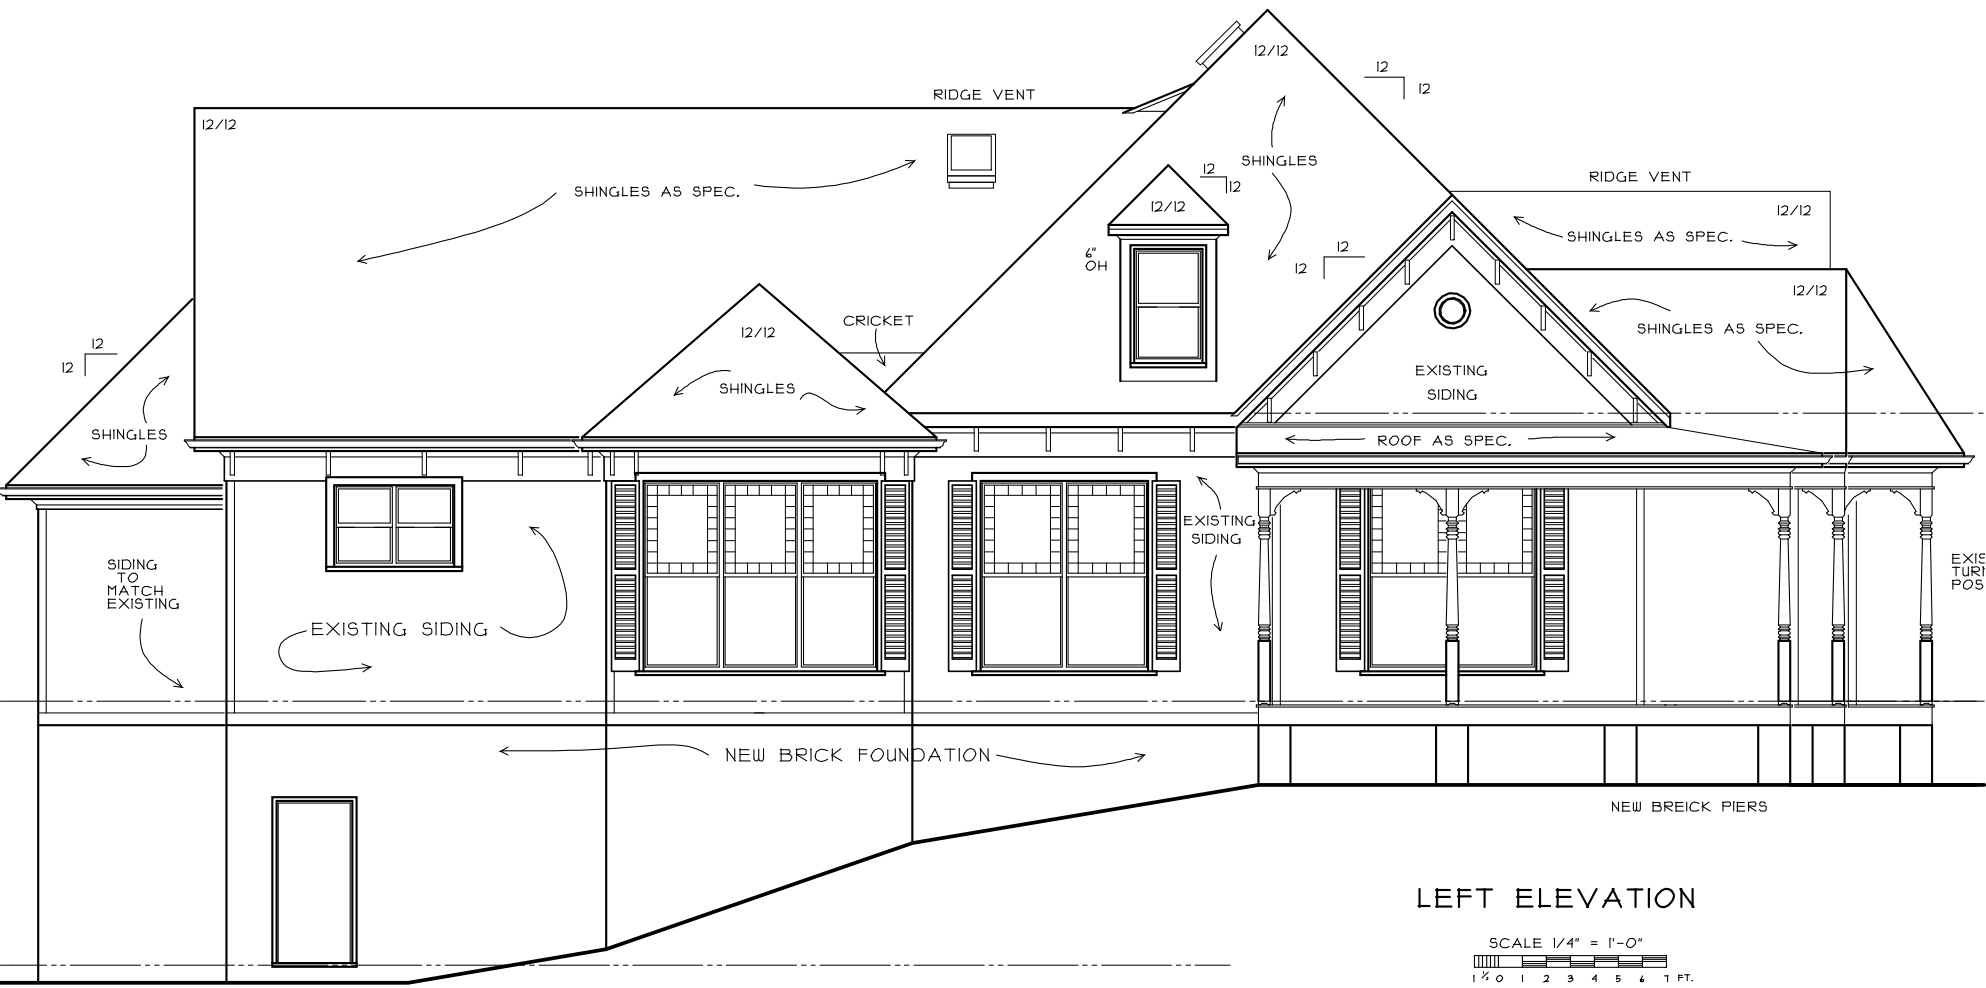 RIDGE VENT
12/12
12
12
12/12
SHINGLES AS SPEC.
SHINGLES
12
12
12/12
6"
OH
12
12
RIDGE VENT
12/12
SHINGLES AS SPEC.
12/12
SHINGLES AS SPEC.
12
12
SHINGLES
12/12
SHINGLES
CRICKET
EXISTING
SIDING
ROOF AS SPEC.
SIDING
TO
MATCH
EXISTING
EXISTING SIDING
EXISTING
SIDING
EXIS
TURN
POS
NEW BRICK FOUNDATION
NEW BREICK PIERS
LEFT ELEVATION
SCALE 1/4" = 1'-0"
1 ½ 0 1 2 3 4 5 6 7 FT.